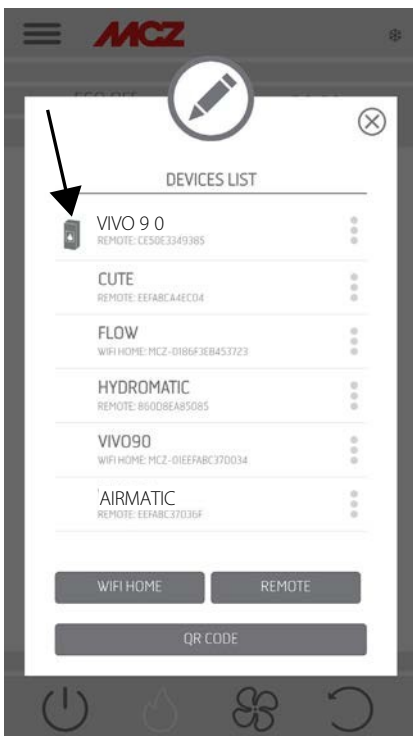 MCZ
DEVICES LIST
VIVO 9 0
REMOTE: CE50E3349385
CUTE
REMOTE: EEFABCA4EC04
FLOW
WIFI HOME: MCZ-0186F3EB453723
HYDROMATIC
REMOTE: 860D8EA85085
VIVO90
WIFI HOME: MCZ-01EEFABC370034
AIRMATIC
REMOTE: EEFABC37036F
WIFI HOME
REMOTE
QR CODE